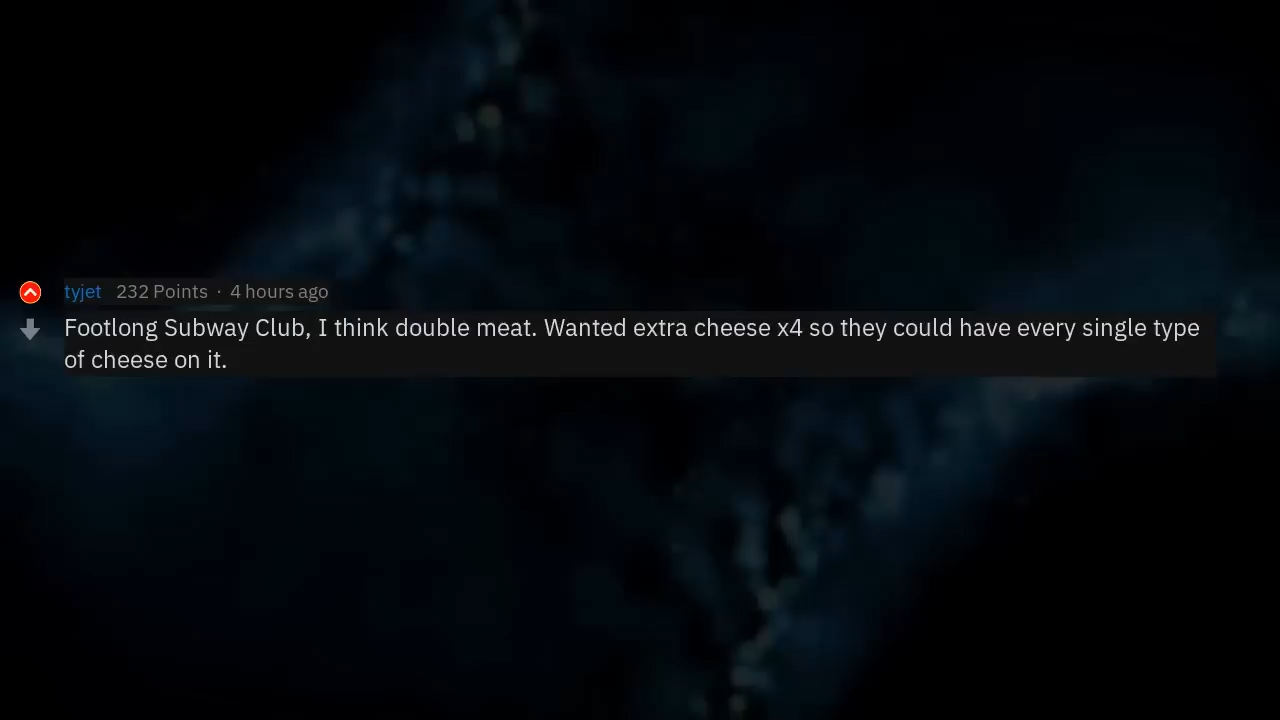 tyjet 232 Points · 4 hours ago
Footlong Subway Club, I think double meat. Wanted extra cheese x4 so they could have every single type
of cheese on it.